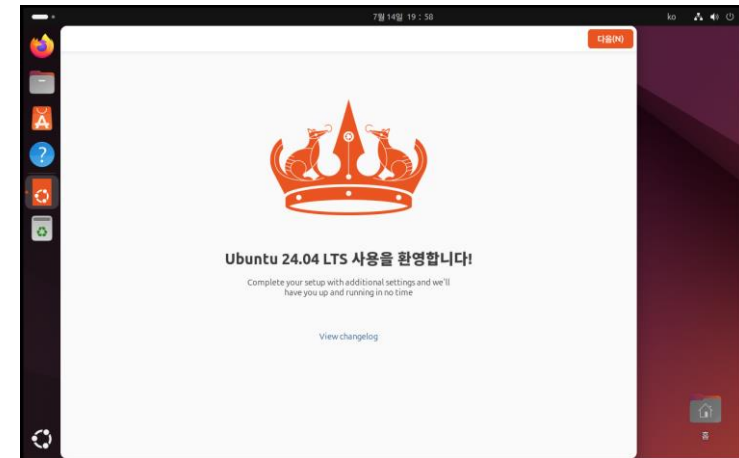 7월 14일 19 : 58
ko
다음(N)
Ubuntu 24.04 LTS 사용을 환영합니다!
Complete your setup with additional settings and we'll
have you up and running in no time
View changelog
홈